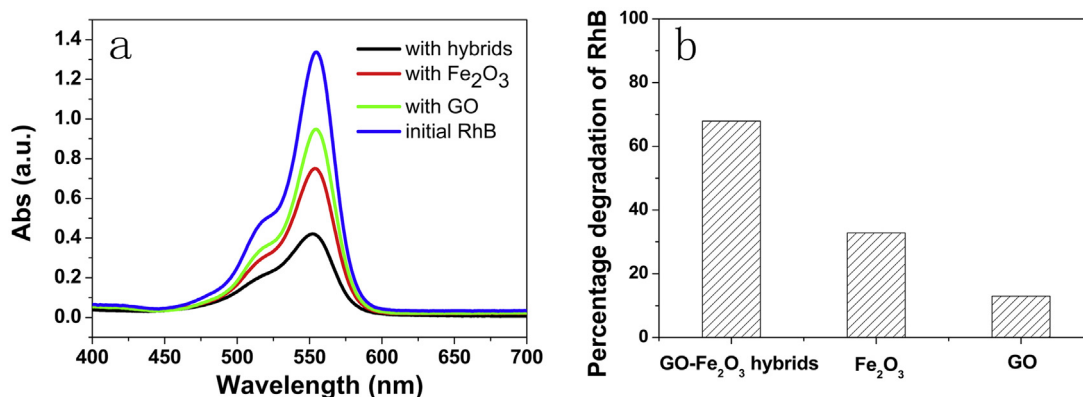 a
with hybrids
with Fe₂O₃
with GO
initial RhB
Abs (a.u.)
1.4
1.2
1.0
0.8
0.6
0.4
0.2
0.0
400 450 500 550 600 650 700
Wavelength (nm)
b
Percentage degradation of RhB
100
80
60
40
20
0
GO-Fe₂O₃ hybrids Fe₂O₃ GO